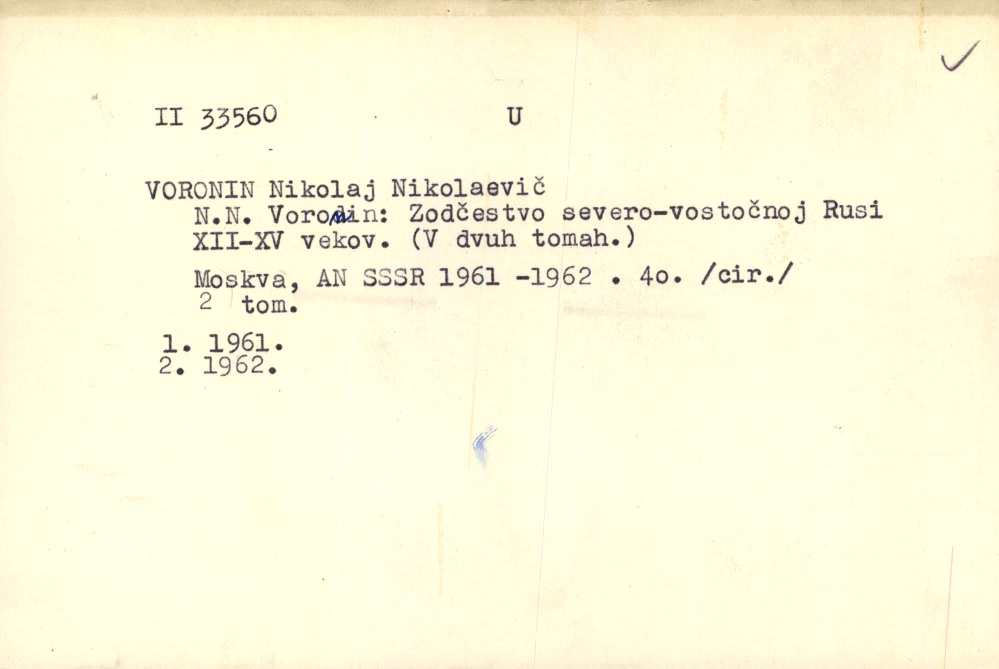 II 33560 U
VORONIN Nikolaj Nikolaevič
N.N. Voronin: Zodčestvo severo-vostočnoj Rusi
XII-XV vekov. (V dvuh tomah.)
Moskva, AN SSSR 1961 -1962 . 4o. /cir./
2 tom.
1. 1961.
2. 1962.